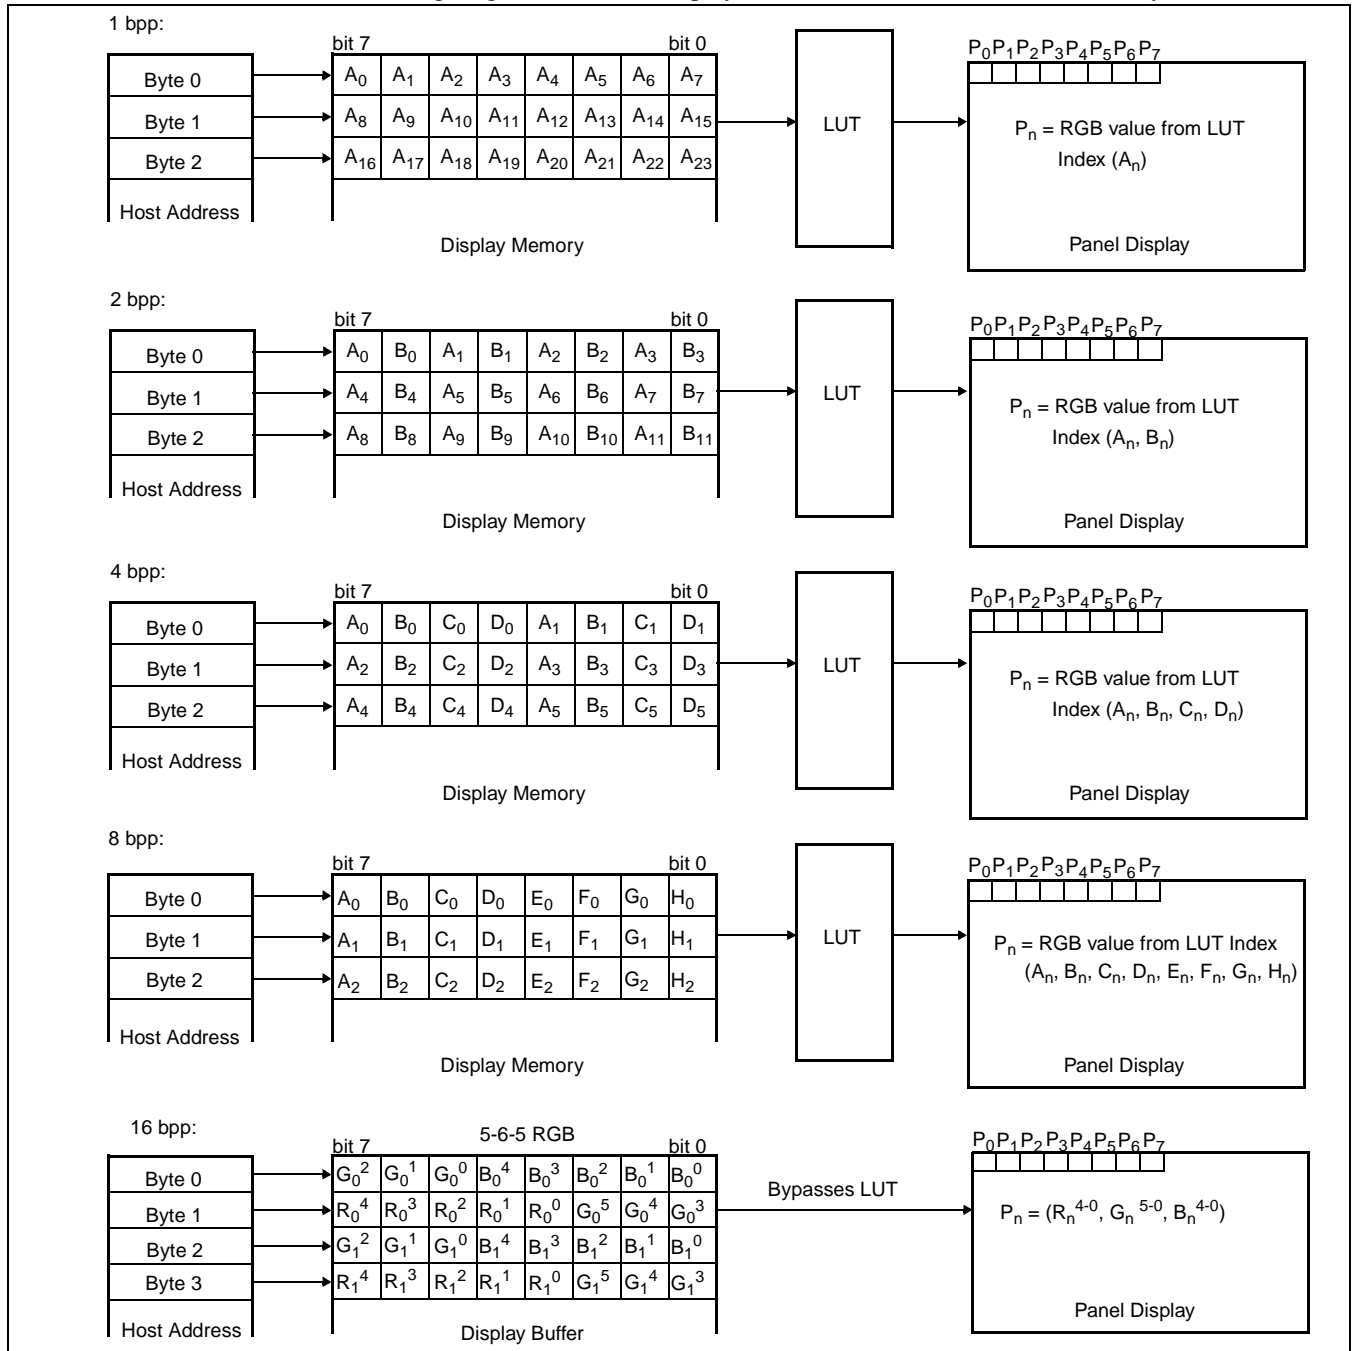 1 bpp:
bit 7 bit 0
P0P1P2P3P4P5P6P7
Byte 0 A0 A1 A2 A3 A4 A5 A6 A7
Byte 1 A8 A9 A10 A11 A12 A13 A14 A15 LUT Pn = RGB value from LUT
Byte 2 A16 A17 A18 A19 A20 A21 A22 A23 Index (An)
Host Address
Display Memory Panel Display
2 bpp:
bit 7 bit 0
P0P1P2P3P4P5P6P7
Byte 0 A0 B0 A1 B1 A2 B2 A3 B3
Byte 1 A4 B4 A5 B5 A6 B6 A7 B7 LUT Pn = RGB value from LUT
Byte 2 A8 B8 A9 B9 A10 B10 A11 B11 Index (An, Bn)
Host Address
Display Memory Panel Display
4 bpp:
bit 7 bit 0
P0P1P2P3P4P5P6P7
Byte 0 A0 B0 C0 D0 A1 B1 C1 D1
Byte 1 A2 B2 C2 D2 A3 B3 C3 D3 LUT Pn = RGB value from LUT
Byte 2 A4 B4 C4 D4 A5 B5 C5 D5 Index (An, Bn, Cn, Dn)
Host Address
Display Memory Panel Display
8 bpp:
bit 7 bit 0
P0P1P2P3P4P5P6P7
Byte 0 A0 B0 C0 D0 E0 F0 G0 H0
Byte 1 A1 B1 C1 D1 E1 F1 G1 H1 LUT Pn = RGB value from LUT Index
Byte 2 A2 B2 C2 D2 E2 F2 G2 H2 (An, Bn, Cn, Dn, En, Fn, Gn, Hn)
Host Address
Display Memory Panel Display
16 bpp:
bit 7 5-6-5 RGB bit 0
P0P1P2P3P4P5P6P7
Byte 0 G0^2 G0^1 G0^0 B0^4 B0^3 B0^2 B0^1 B0^0 Bypasses LUT
Byte 1 R0^4 R0^3 R0^2 R0^1 R0^0 G0^5 G0^4 G0^3 Pn = (Rn^4-0, Gn^5-0, Bn^4-0)
Byte 2 G1^2 G1^1 G1^0 B1^4 B1^3 B1^2 B1^1 B1^0
Byte 3 R1^4 R1^3 R1^2 R1^1 R1^0 G1^5 G1^4 G1^3
Host Address Display Buffer Panel Display